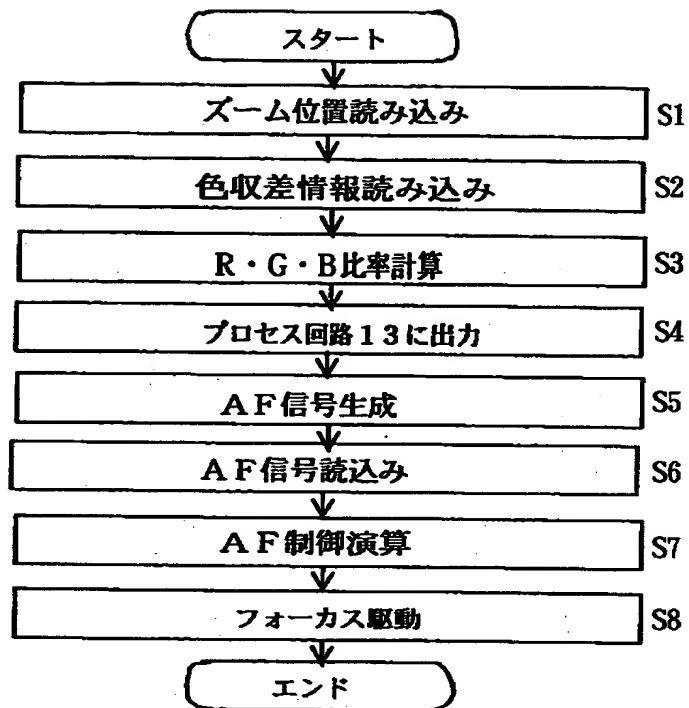 スタート
ズーム位置読み込み S1
色収差情報読み込み S2
R・G・B比率計算 S3
プロセス回路13に出力 S4
AF信号生成 S5
AF信号読込み S6
AF制御演算 S7
フォーカス駆動 S8
エンド